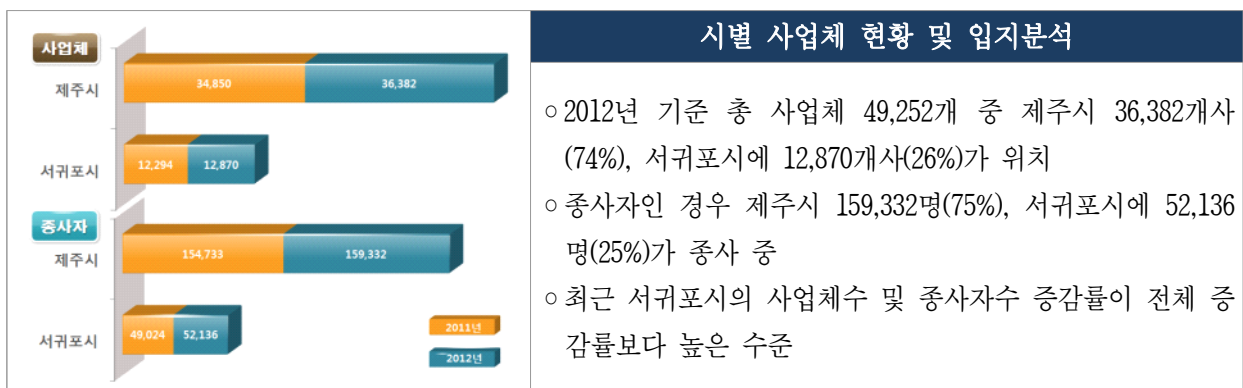 사업체
제주시
34,850
36,382
서귀포시
12,294
12,870
종사자
제주시
154,733
159,332
서귀포시
49,024
52,136
2011년
2012년
시별 사업체 현황 및 입지분석
◦2012년 기준 총 사업체 49,252개 중 제주시 36,382개사
(74%), 서귀포시에 12,870개사(26%)가 위치
◦종사자인 경우 제주시 159,332명(75%), 서귀포시에 52,136
명(25%)가 종사 중
◦최근 서귀포시의 사업체수 및 종사자수 증감률이 전체 증
감률보다 높은 수준